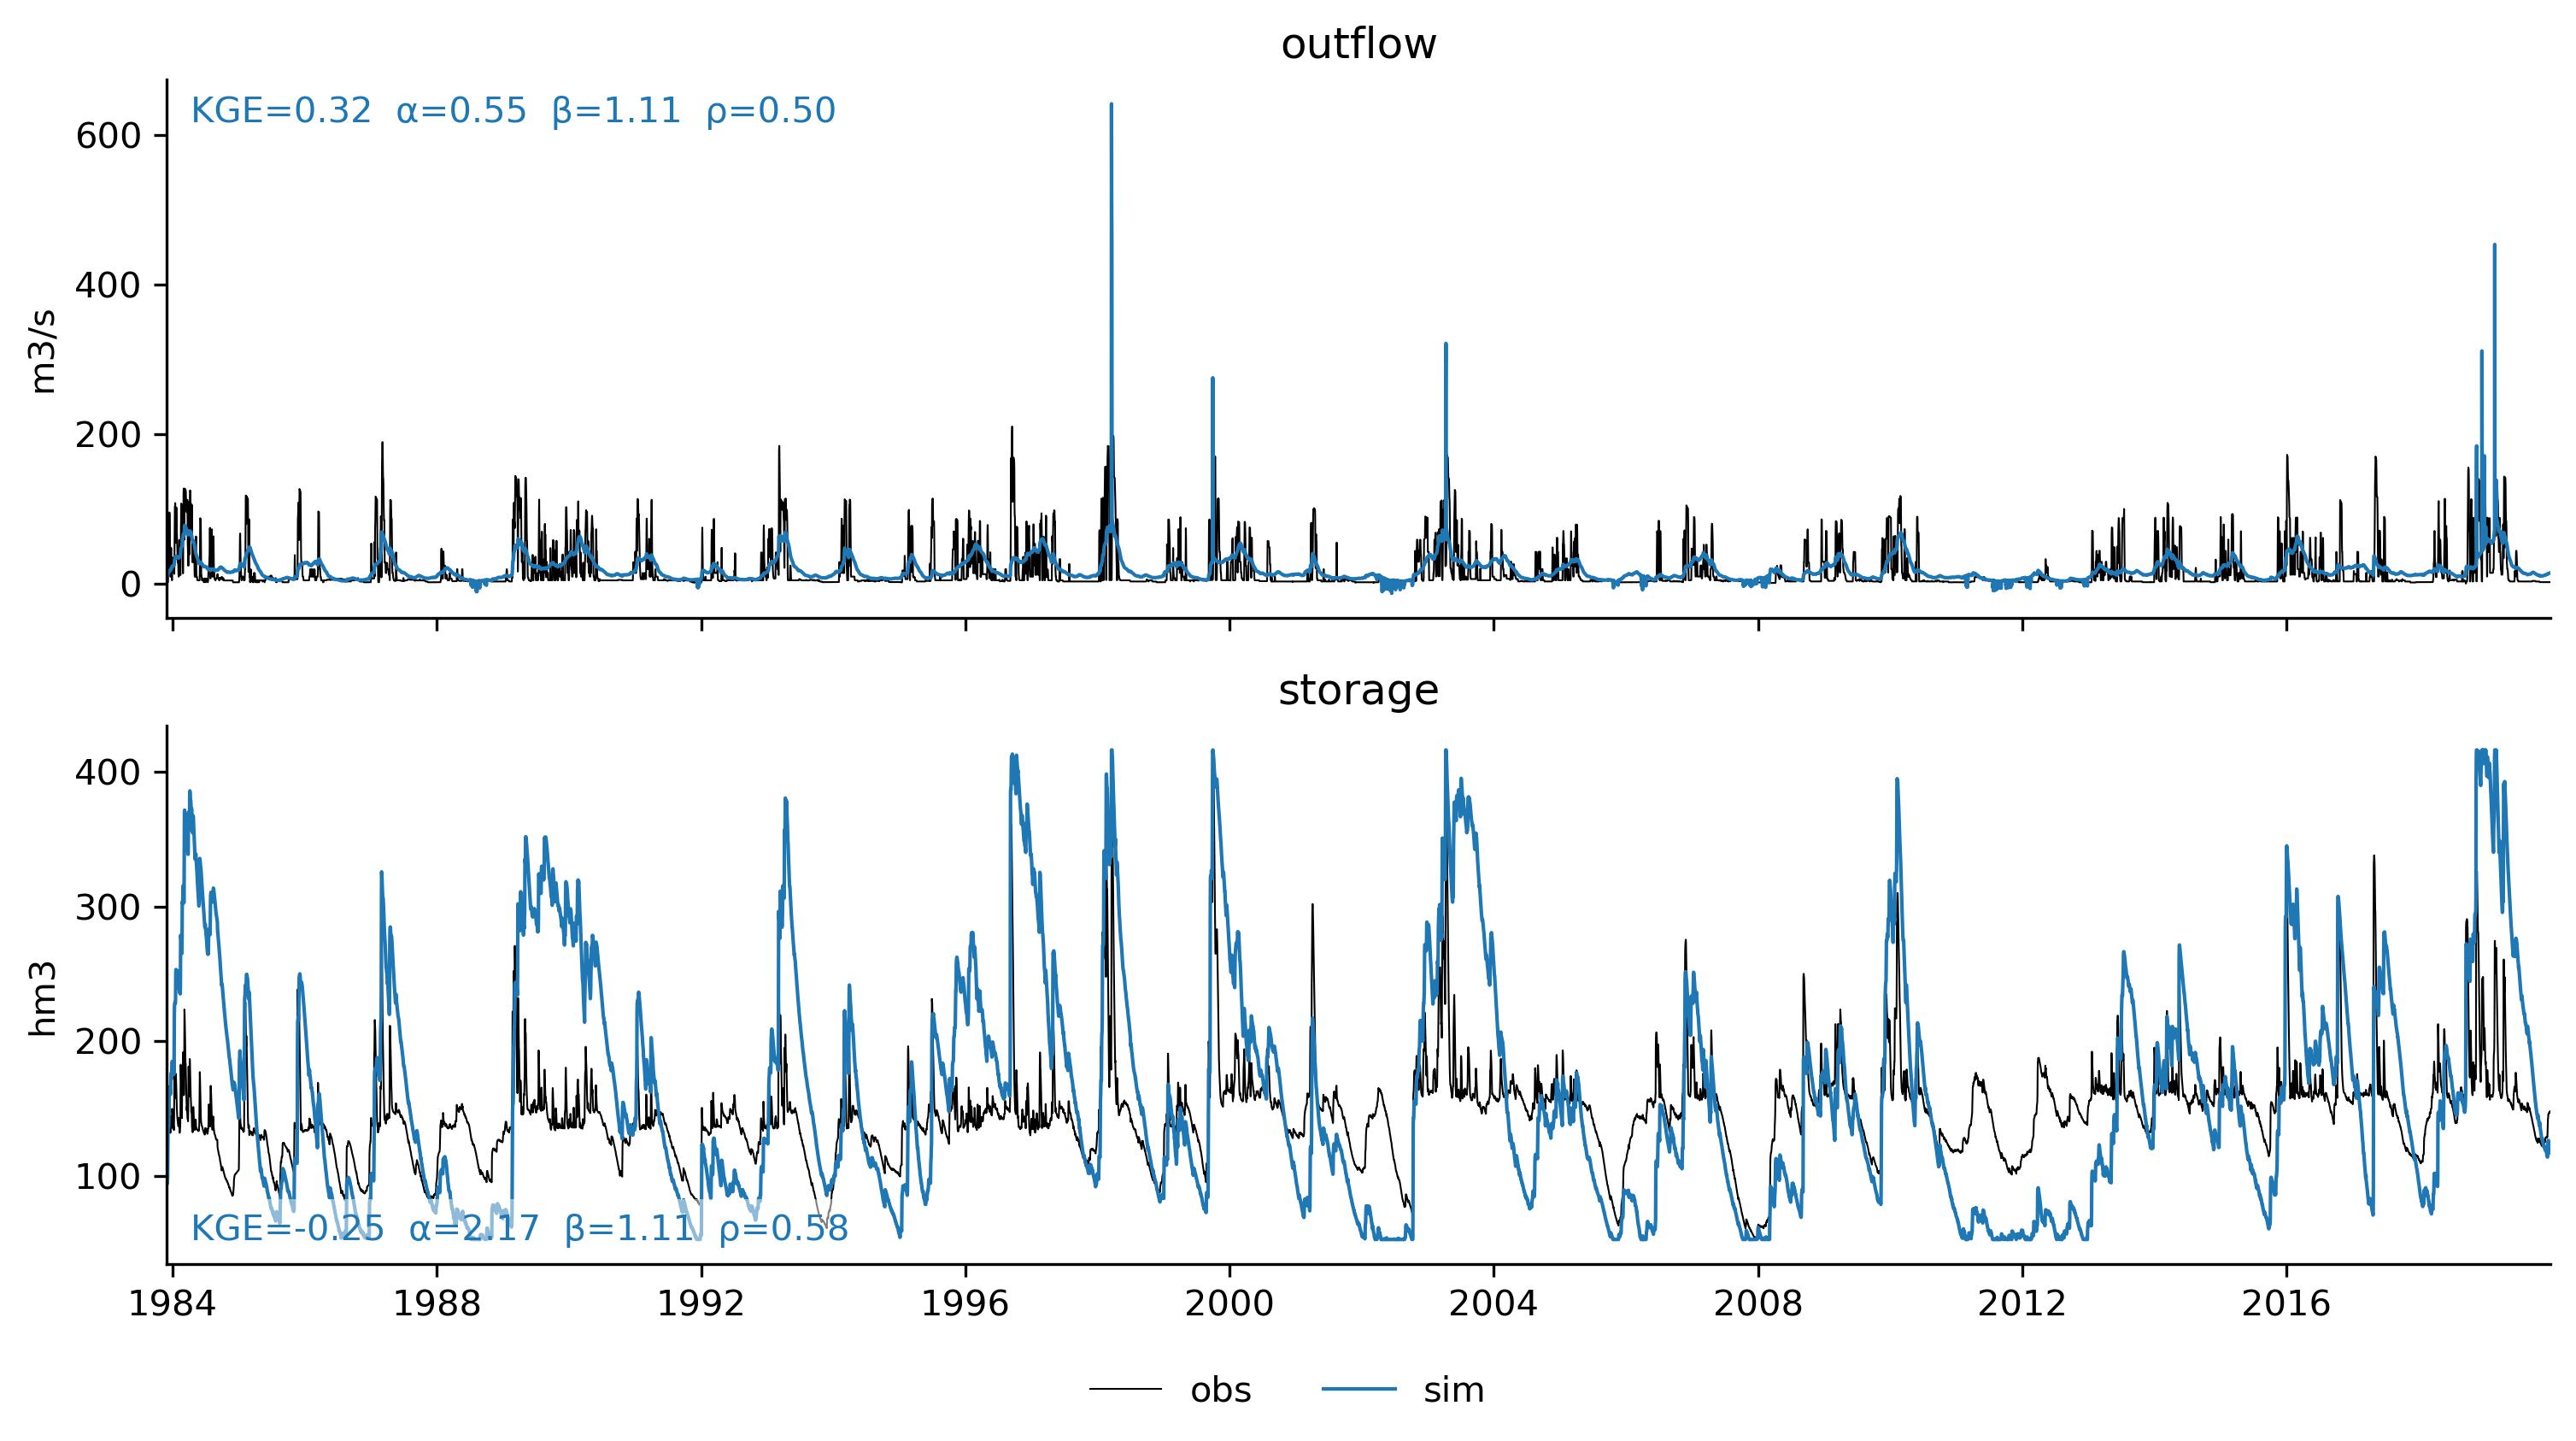 outflow
KGE=0.32 α=0.55 β=1.11 ρ=0.50
600
400
200
0
m3/s
storage
400
300
200
100
hm3
KGE=-0.25 α=2.17 β=1.11 ρ=0.58
1984 1988 1992 1996 2000 2004 2008 2012 2016
obs sim